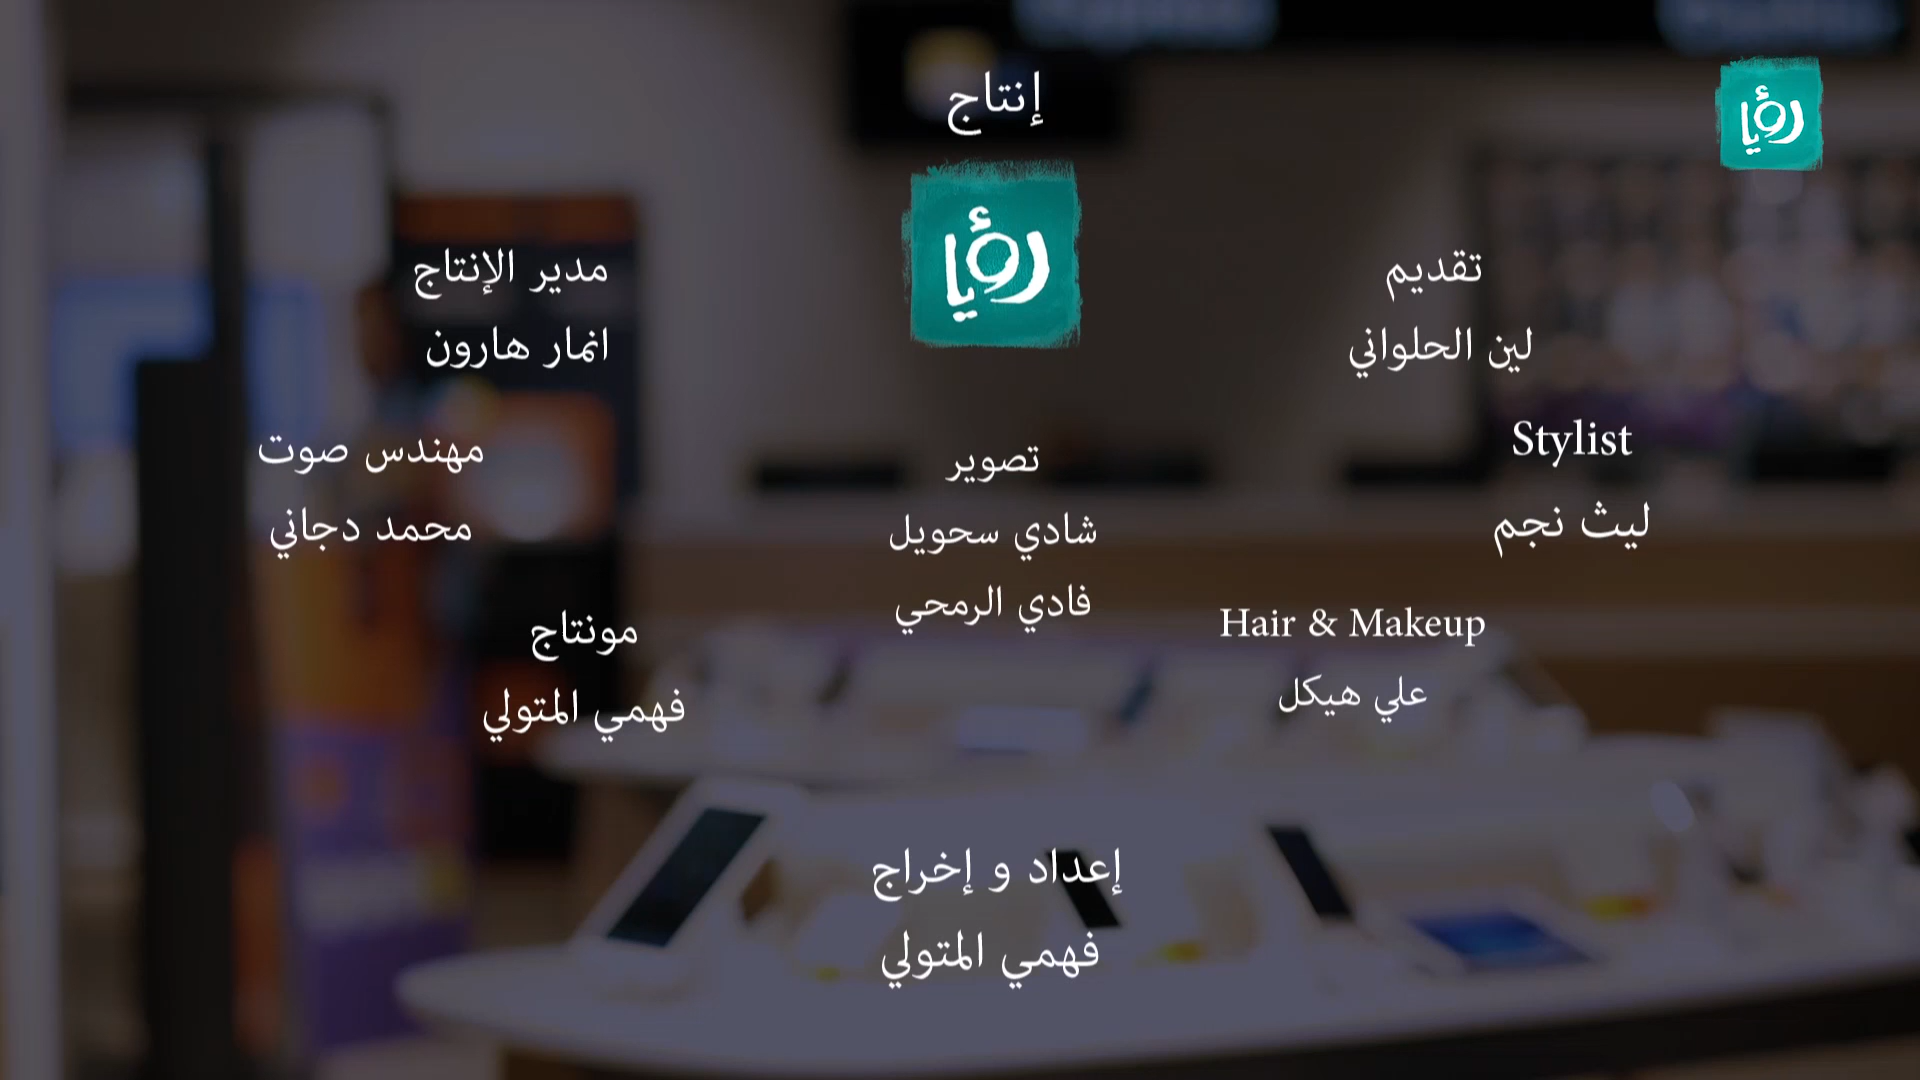 إنتاج
رؤيا
رؤيا
تقديم
لين الحلواني
مدير الإنتاج
انمار هارون
Stylist
ليث نجم
تصوير
شادي سحويل
فادي الرمحي
مهندس صوت
محمد دجاني
Hair & Makeup
علي هيكل
مونتاج
فهمي المتولي
إعداد و إخراج
فهمي المتولي